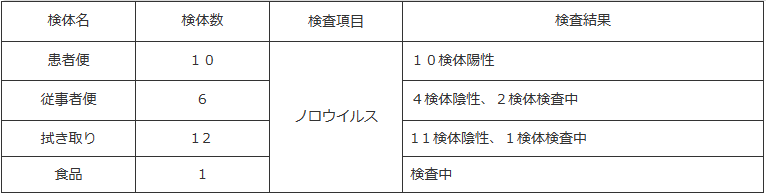 検体名 検体数 検査項目 検査結果
患者便 １０ ノロウイルス １０検体陽性
従事者便 ６ ４検体陰性、２検体検査中
拭き取り １２ １１検体陰性、１検体検査中
食品 １ 検査中